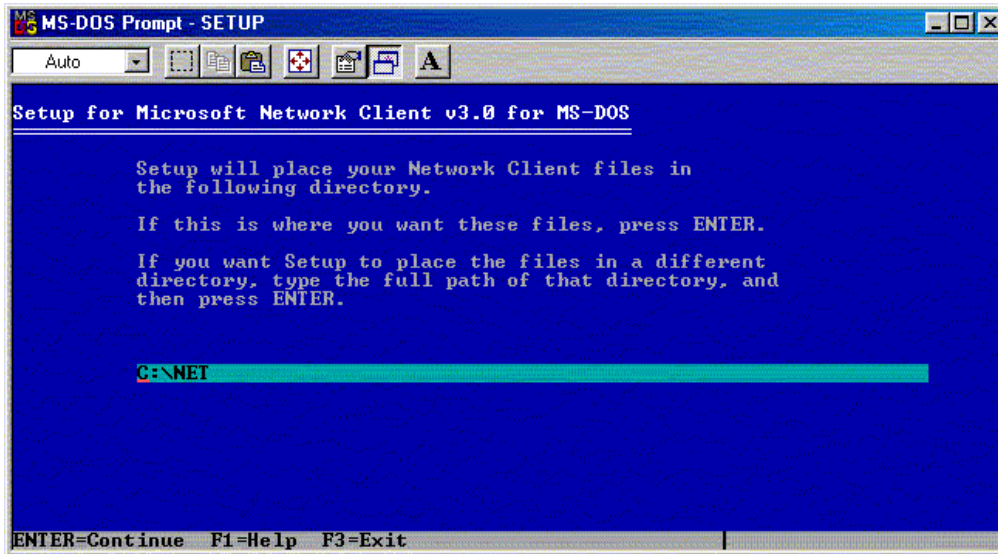 MS-DOS Prompt - SETUP
Auto
A
Setup for Microsoft Network Client v3.0 for MS-DOS
Setup will place your Network Client files in
the following directory.
If this is where you want these files, press ENTER.
If you want Setup to place the files in a different
directory, type the full path of that directory, and
then press ENTER.
C:\NET
ENTER=Continue F1=Help F3=Exit